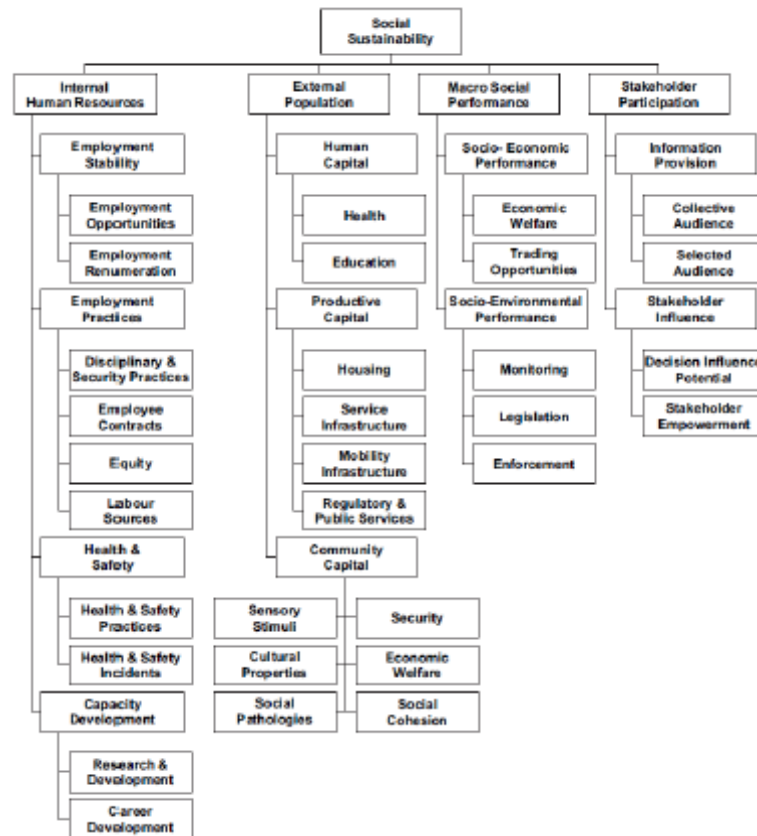 Social
Sustainability
Internal
Human Resources
Employment
Stability
Employment
Opportunities
Employment
Renumeration
Employment
Practices
Disciplinary &
Security Practices
Employee
Contracts
Equity
Labour
Sources
Health &
Safety
Health & Safety
Practices
Health & Safety
Incidents
Capacity
Development
Research &
Development
Career
Development
External
Population
Human
Capital
Health
Education
Productive
Capital
Housing
Service
Infrastructure
Mobility
Infrastructure
Regulatory &
Public Services
Community
Capital
Sensory
Stimuli
Security
Cultural
Properties
Economic
Welfare
Social
Pathologies
Social
Cohesion
Macro Social
Performance
Socio- Economic
Performance
Economic
Welfare
Trading
Opportunities
Socio-Environmental
Performance
Monitoring
Legislation
Enforcement
Stakeholder
Participation
Information
Provision
Collective
Audience
Selected
Audience
Stakeholder
Influence
Decision Influence
Potential
Stakeholder
Empowerment